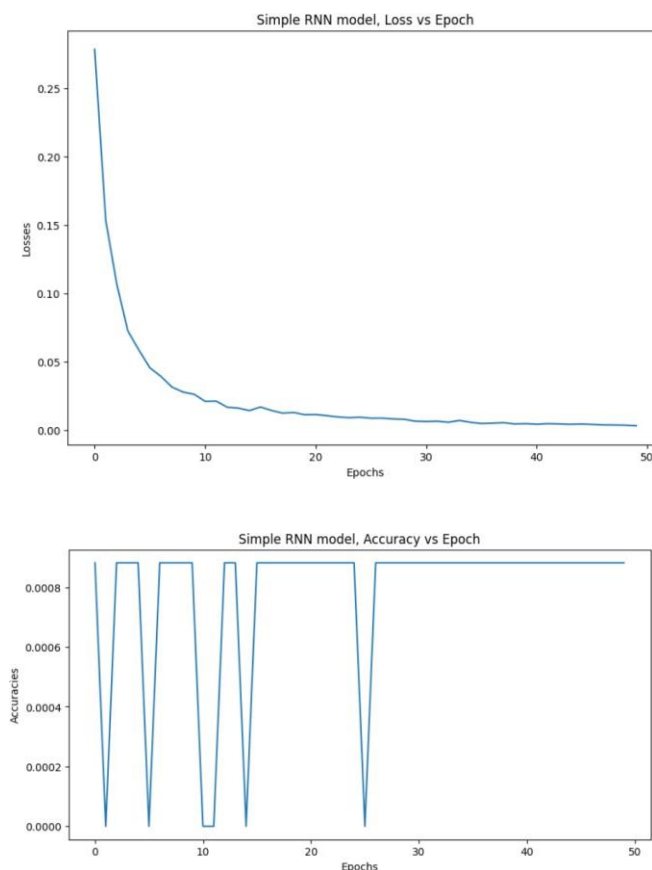 Simple RNN model, Loss vs Epoch
0.25
0.20
0.15
0.10
0.05
0.00
Losses
0 10 20 30 40 50
Epochs
Simple RNN model, Accuracy vs Epoch
0.0008
0.0006
0.0004
0.0002
0.0000
Accuracies
0 10 20 30 40 50
Epochs